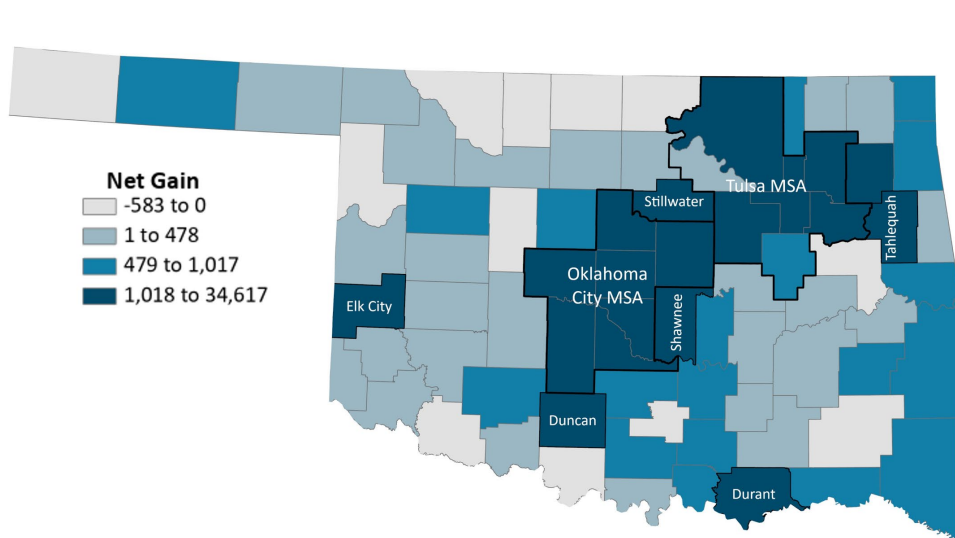 Net Gain
-583 to 0
1 to 478
479 to 1,017
1,018 to 34,617
Tulsa MSA
Stillwater
Tahlequah
Oklahoma
City MSA
Elk City
Shawnee
Duncan
Durant